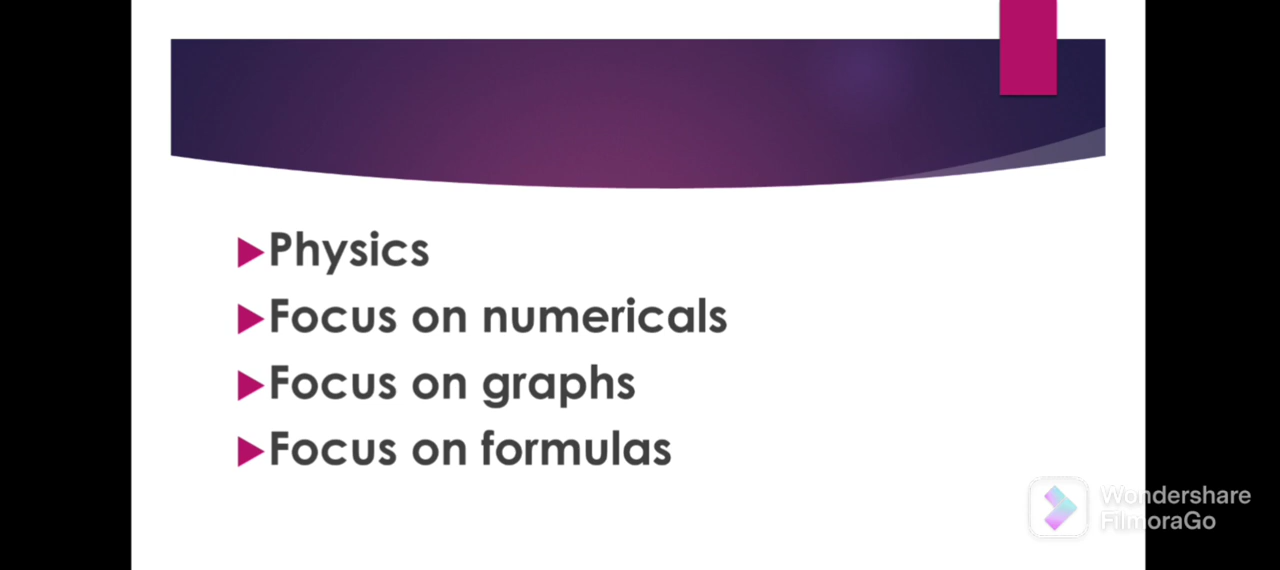 Physics
Focus on numericals
Focus on graphs
Focus on formulas
Wondershare
FilmoraGo